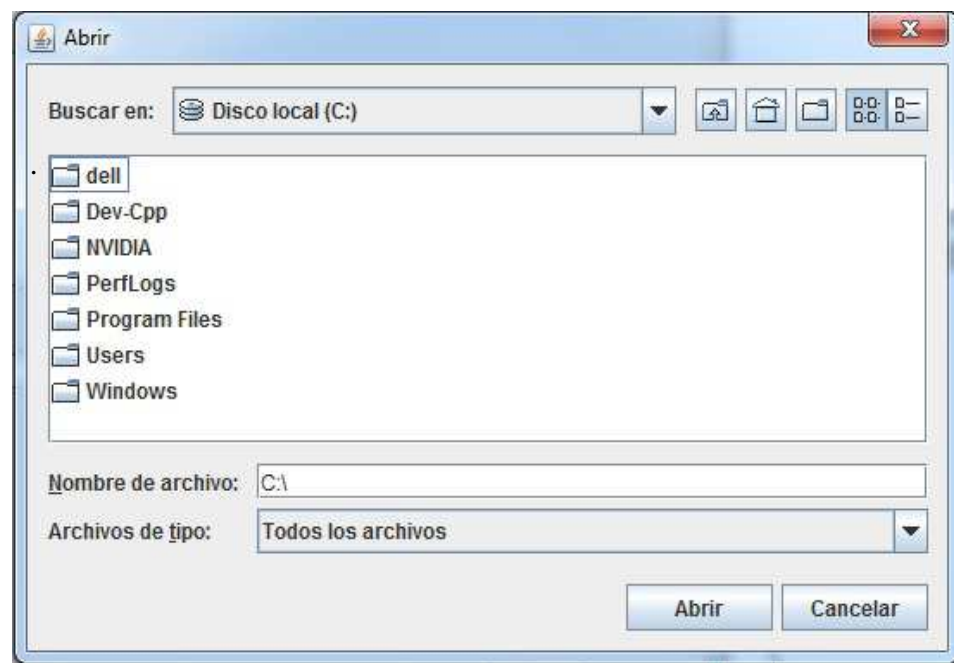 Abrir
Buscar en: Disco local (C:)
dell
Dev-Cpp
NVIDIA
PerfLogs
Program Files
Users
Windows
Nombre de archivo: C:\
Archivos de tipo: Todos los archivos
Abrir Cancelar